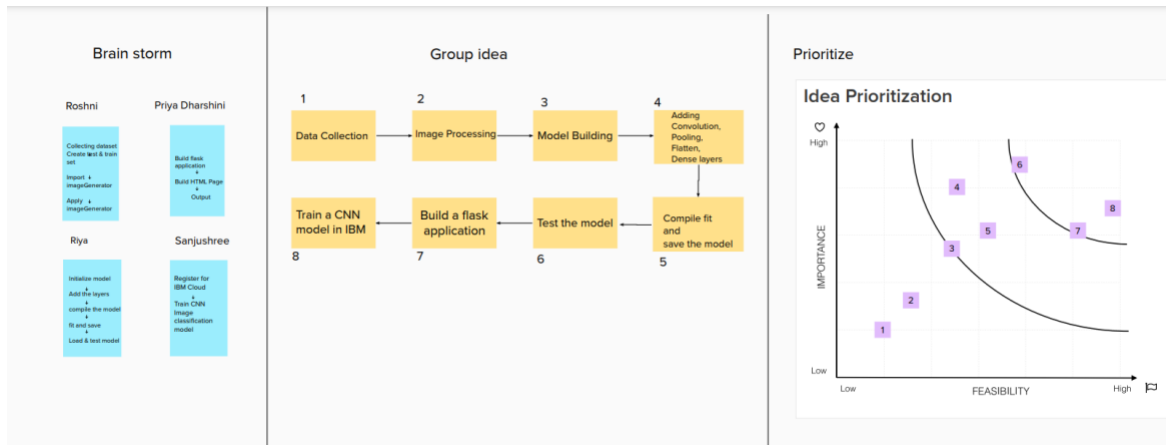 Brain storm
Roshni
Collecting dataset
Create test & train
set
Import
imageGenerator
Apply
imageGenerator
Priya Dharshini
Build flask
application
Build HTML Page
Output
Riya
Initialize model
Add the layers
compile the model
fit and save
Load & test model
Sanjushree
Register for
IBM Cloud
Train CNN
Image
classification
model
Group idea
1
Data Collection
2
Image Processing
3
Model Building
4
Adding
Convolution,
Pooling,
Flatten,
Dense layers
Train a CNN
model in IBM
8
Build a flask
application
7
Test the model
6
Compile fit
and
save the model
5
Prioritize
Idea Prioritization
High
IMPORTANCE
Low
6
4
8
5
7
3
2
1
Low
FEASIBILITY
High